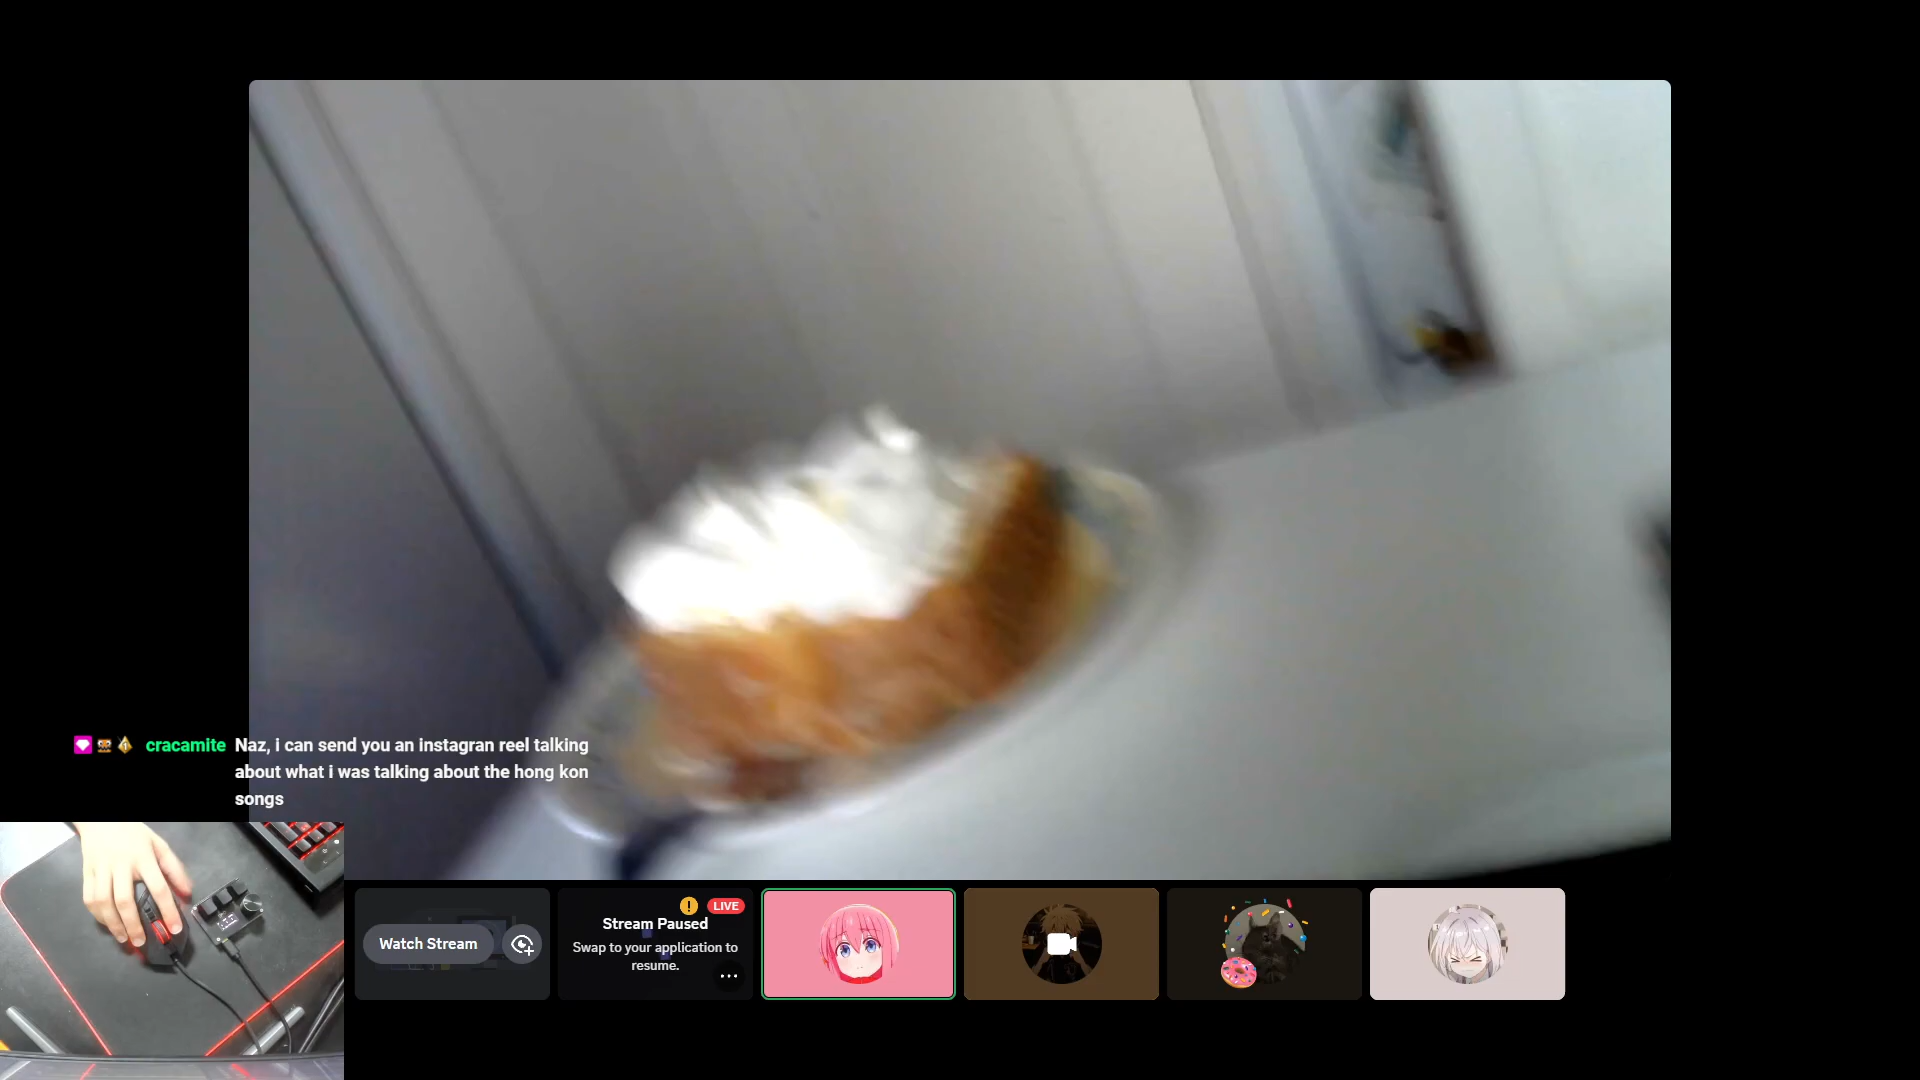 cracamite Naz, i can send you an instagran reel talking
about what i was talking about the hong kon
songs
Watch Stream
LIVE
Stream Paused
Swap to your application to
resume.